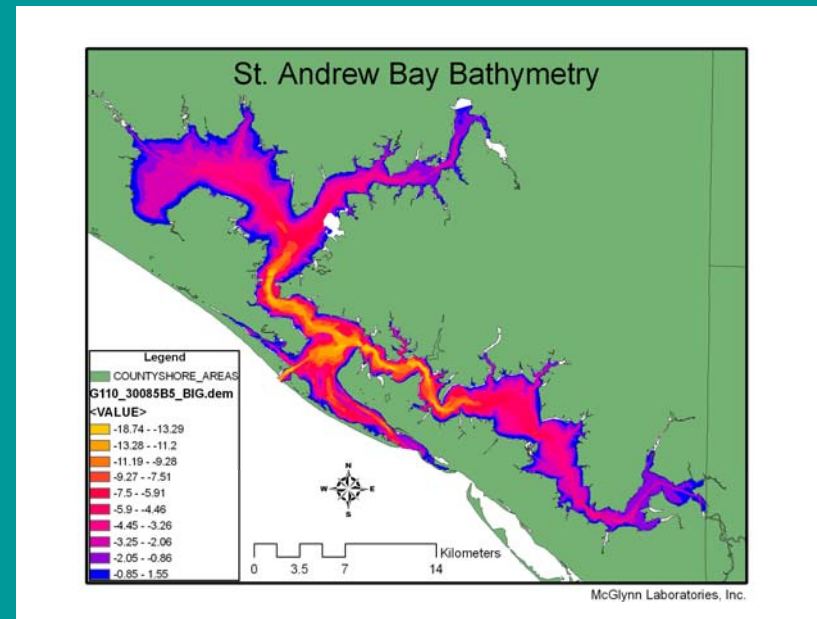 St. Andrew Bay Bathymetry
Legend
COUNTYSHORE_AREAS
G110_30085B5_BIG.dem
<VALUE>
-18.74 - -13.29
-13.28 - -11.2
-11.19 - -9.28
-9.27 - -7.51
-7.5 - -5.91
-5.9 - -4.46
-4.45 - -3.26
-3.25 - -2.06
-2.05 - -0.86
-0.85 - 1.55
N
W E
S
Kilometers
0 3.5 7 14
McGlynn Laboratories, Inc.